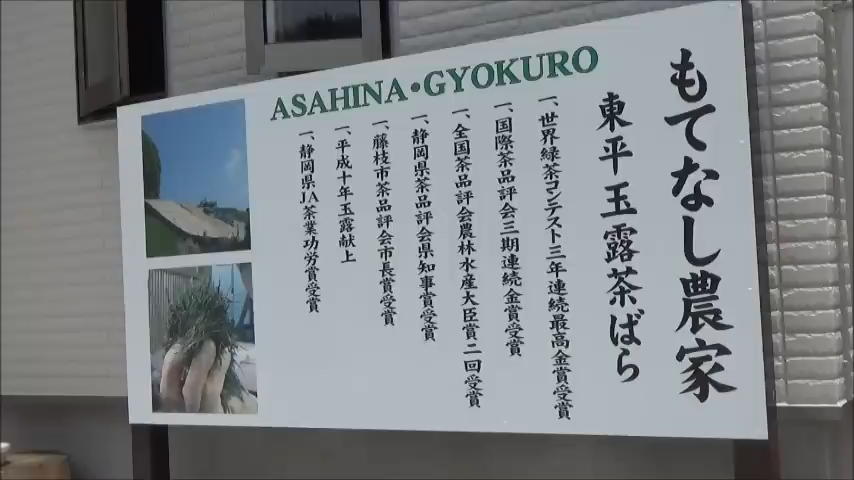 ASAHINA・GYOKURO
もてなし農家
東平玉露茶ばら
一、世界緑茶コンテスト三年連続最高金賞受賞
一、国際茶品評会三期連続金賞受賞
一、全国茶品評会農林水産大臣賞二回受賞
一、静岡県茶品評会県知事賞受賞
一、藤枝市茶品評会市長賞受賞
一、平成十年玉露献上
一、静岡県JA茶業功労賞受賞